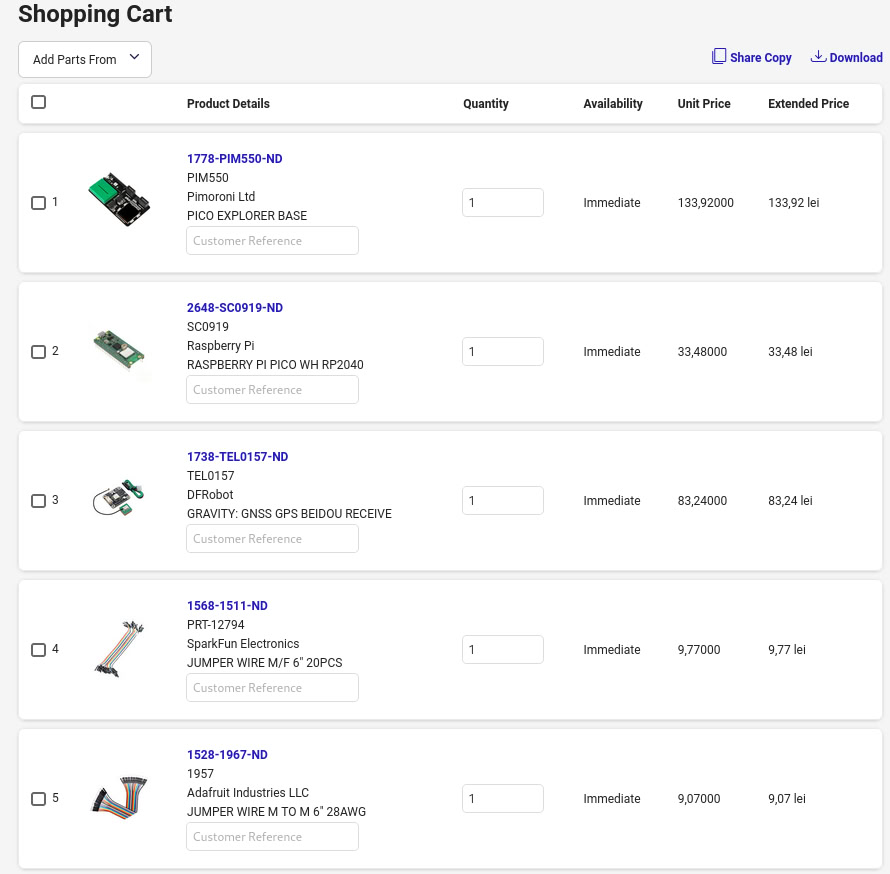 Shopping Cart
Add Parts From
Share Copy Download
Product Details Quantity Availability Unit Price Extended Price
1778-PIM550-ND
PIM550
Pimoroni Ltd
PICO EXPLORER BASE
Customer Reference
1 1 Immediate 133,92000 133,92 lei
2648-SC0919-ND
SC0919
Raspberry Pi
RASPBERRY PI PICO WH RP2040
Customer Reference
2 1 Immediate 33,48000 33,48 lei
1738-TEL0157-ND
TEL0157
DFRobot
GRAVITY: GNSS GPS BEIDOU RECEIVE
Customer Reference
3 1 Immediate 83,24000 83,24 lei
1568-1511-ND
PRT-12794
SparkFun Electronics
JUMPER WIRE M/F 6" 20PCS
Customer Reference
4 1 Immediate 9,77000 9,77 lei
1528-1967-ND
1957
Adafruit Industries LLC
JUMPER WIRE M TO M 6" 28AWG
Customer Reference
5 1 Immediate 9,07000 9,07 lei